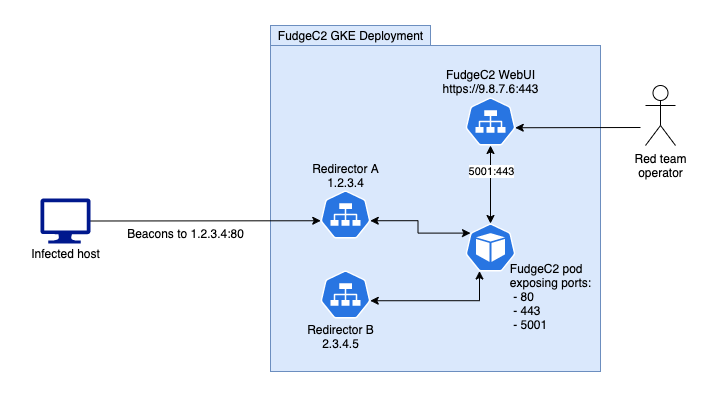 FudgeC2 GKE Deployment
FudgeC2 WebUI
https://9.8.7.6:443
Red team
operator
5001:443
Redirector A
1.2.3.4
Beacons to 1.2.3.4:80
Infected host
FudgeC2 pod
exposing ports:
- 80
- 443
- 5001
Redirector B
2.3.4.5